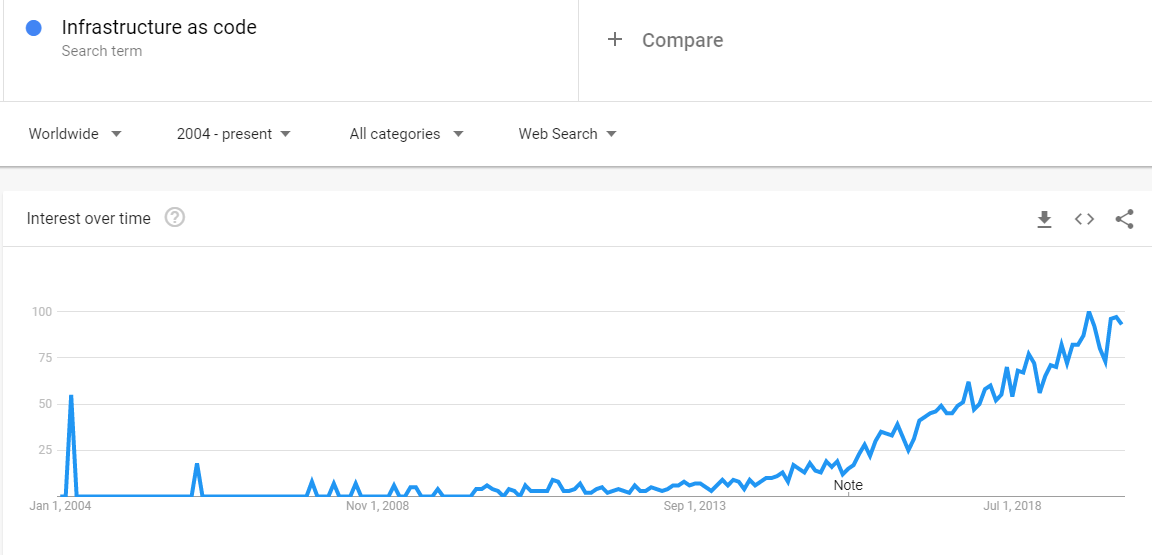 Infrastructure as code
Search term
+ Compare
Worldwide
2004 - present
All categories
Web Search
Interest over time ?
100
75
50
25
Note
Jan 1, 2004
Nov 1, 2008
Sep 1, 2013
Jul 1, 2018